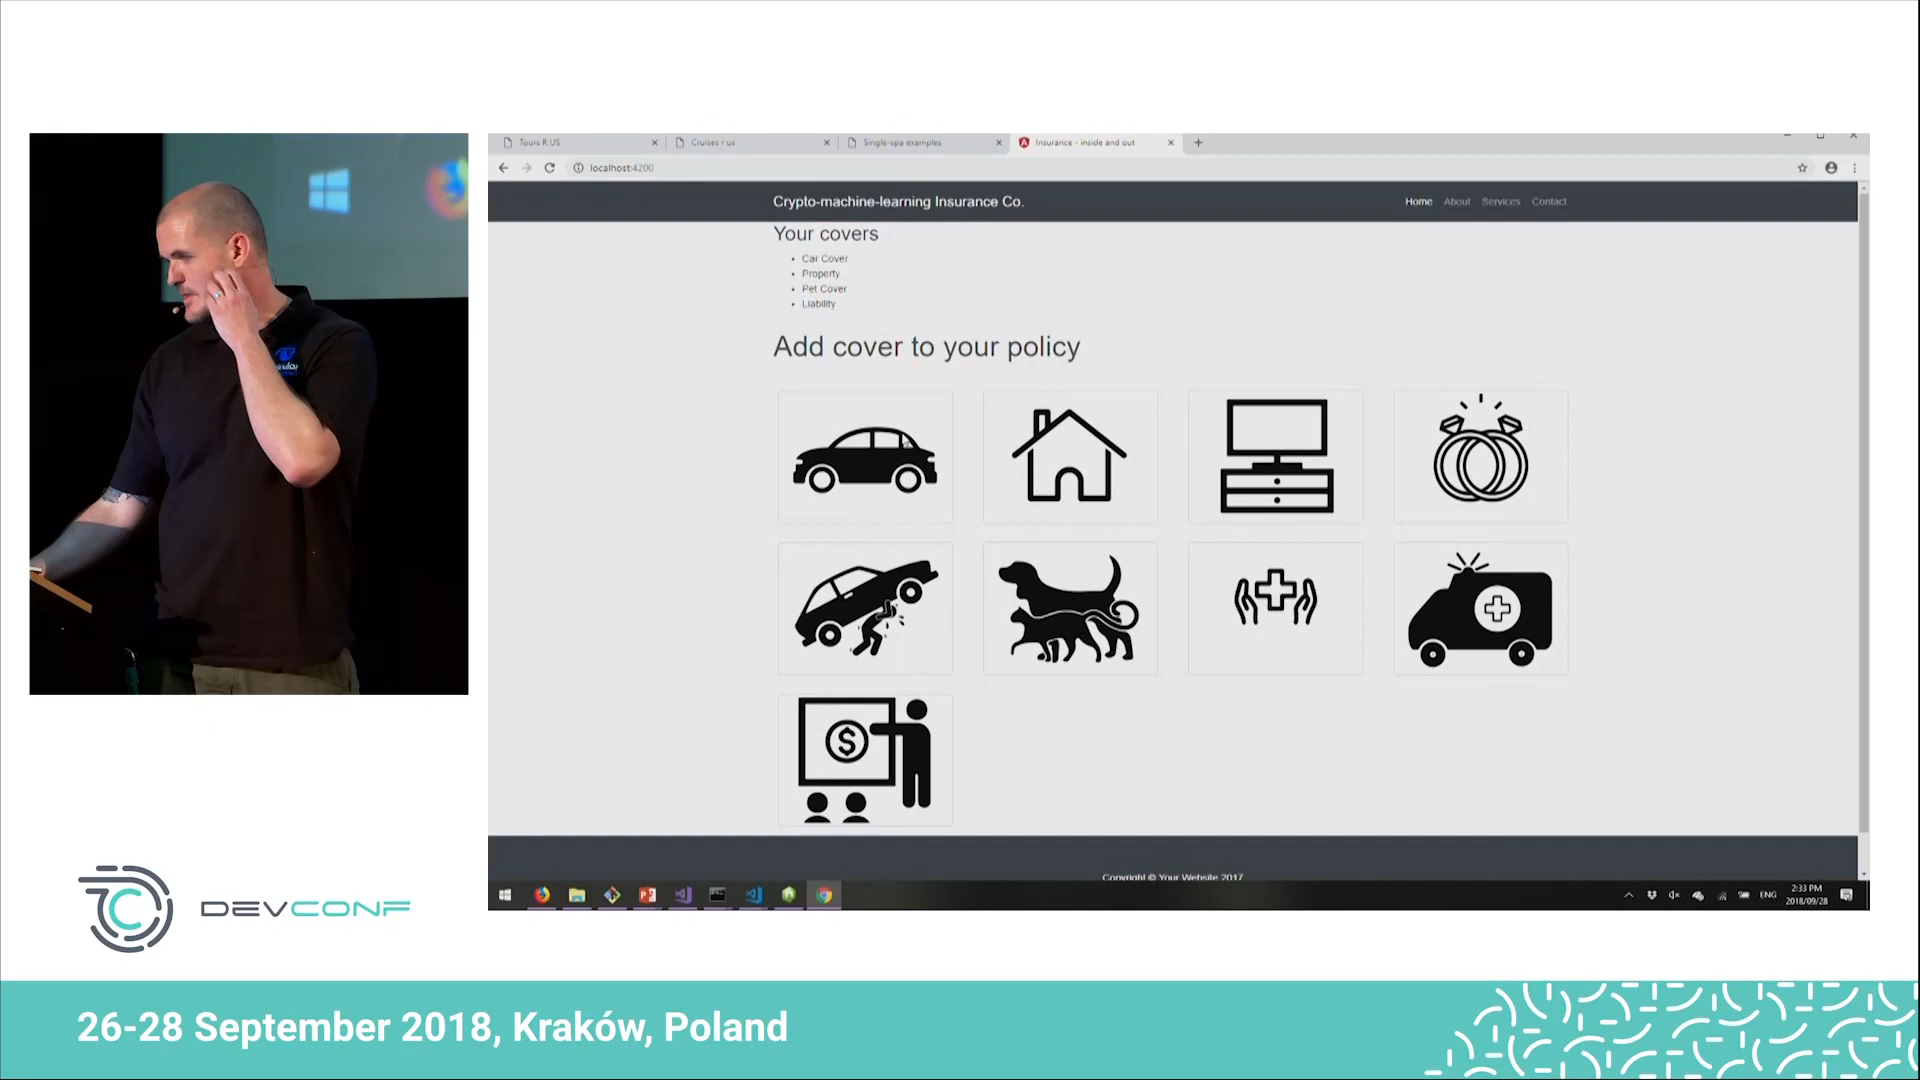 Tours R US
Cruises r us
Single-spa examples
Insurance - inside and out
localhost:4200
Crypto-machine-learning Insurance Co.
Home About Services Contact
Your covers
Car Cover
Property
Pet Cover
Liability
Add cover to your policy
$
Copyright © Your Website 2017
ENG
2:33 PM
2018/09/28
DEVCONF
26-28 September 2018, Kraków, Poland